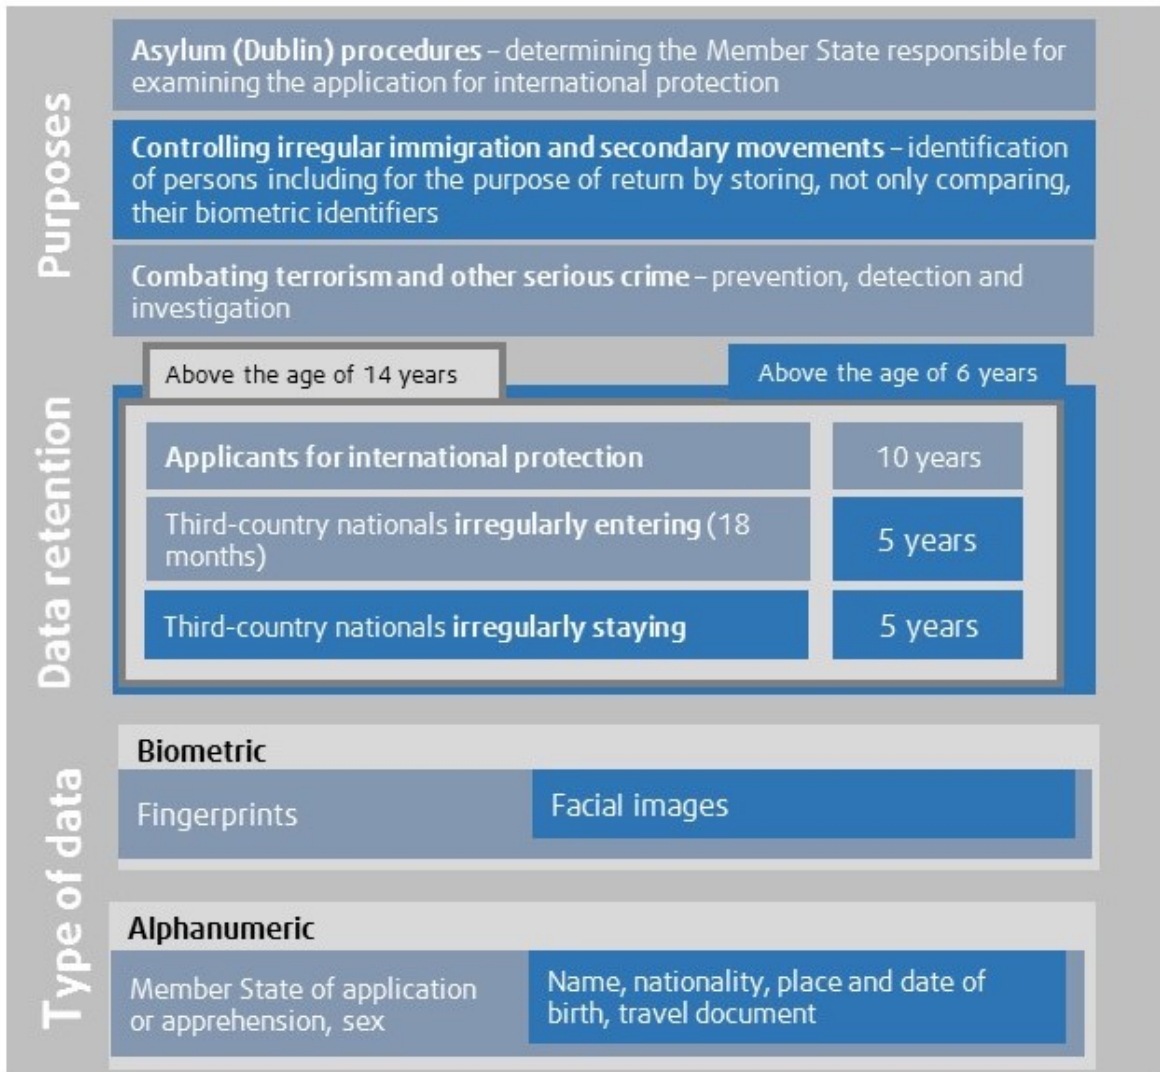 Purposes
Asylum (Dublin) procedures – determining the Member State responsible for
examining the application for international protection
Controlling irregular immigration and secondary movements – identification
of persons including for the purpose of return by storing, not only comparing,
their biometric identifiers
Combating terrorism and other serious crime – prevention, detection and
investigation
Data retention
Above the age of 14 years
Above the age of 6 years
Applicants for international protection
10 years
Third-country nationals irregularly entering (18
months)
5 years
Third-country nationals irregularly staying
5 years
Type of data
Biometric
Fingerprints
Facial images
Alphanumeric
Member State of application
or apprehension, sex
Name, nationality, place and date of
birth, travel document